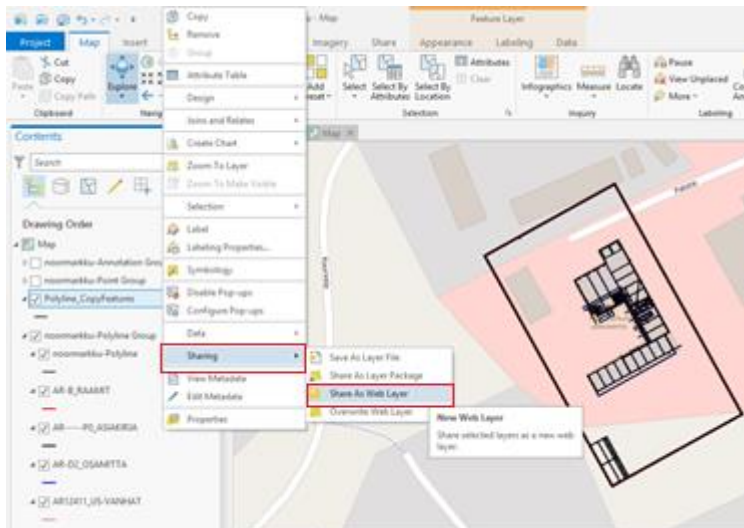 Map
Feature Layer
Project Map Insert Imagery Share Appearance Labeling Data
Cut
Copy
Copy Path
Paste
Explore
Clipboard
Select
Select By Attributes
Select By Location
Attributes
Clear
Selection
Infographics
Measure
Locate
Inquiry
Pause
View Unplaced
More
Labeling
Copy
Remove
Group
Attribute Table
Design
Joins and Relates
Create Chart
Zoom To Layer
Zoom To Make Visible
Selection
Label
Labeling Properties...
Symbology
Disable Pop-ups
Configure Pop-ups
Data
Sharing
View Metadata
Edit Metadata
Properties
Save As Layer File
Share As Layer Package
Share As Web Layer
Overwrite Web Layer
New Web Layer
Share selected layers as a new web
layer.
Contents
Search
Drawing Order
Map
noormarkku-Annotation
noormarkku-Point Group
Polyline_CopyFeatures
noormarkku-Polyline Group
noormarkku-Polyline
AR-B_RAAMIT
AR-D2_OSAMITTA
Map